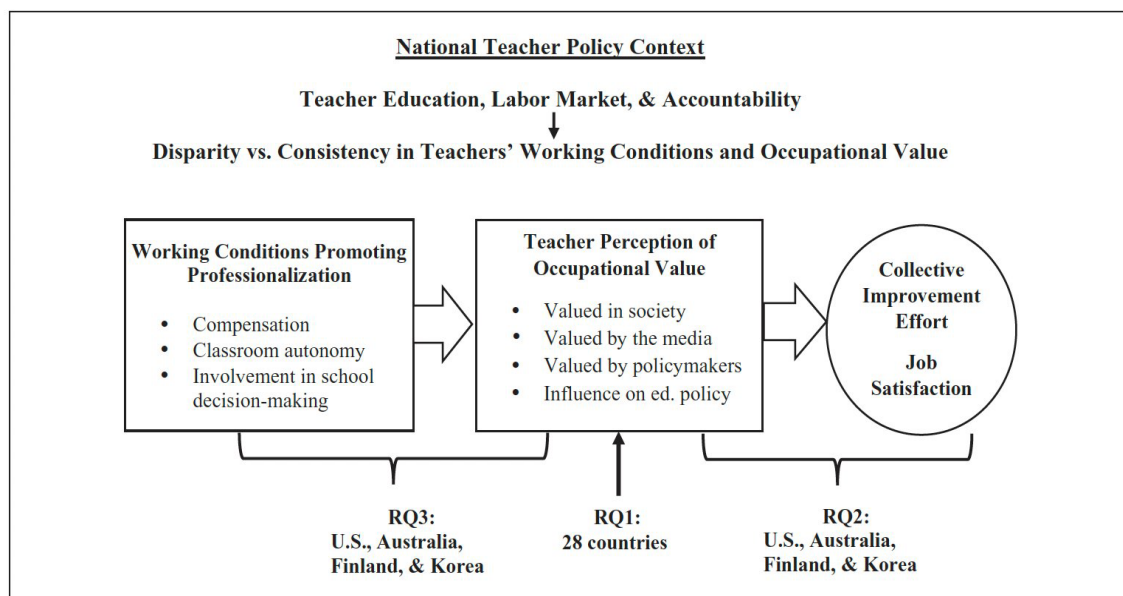 National Teacher Policy Context
Teacher Education, Labor Market, & Accountability
Disparity vs. Consistency in Teachers’ Working Conditions and Occupational Value
Working Conditions Promoting
Professionalization
• Compensation
• Classroom autonomy
• Involvement in school
decision-making
Teacher Perception of
Occupational Value
• Valued in society
• Valued by the media
• Valued by policymakers
• Influence on ed. policy
Collective
Improvement
Effort
Job
Satisfaction
RQ3:
U.S., Australia,
Finland, & Korea
RQ1:
28 countries
RQ2:
U.S., Australia,
Finland, & Korea